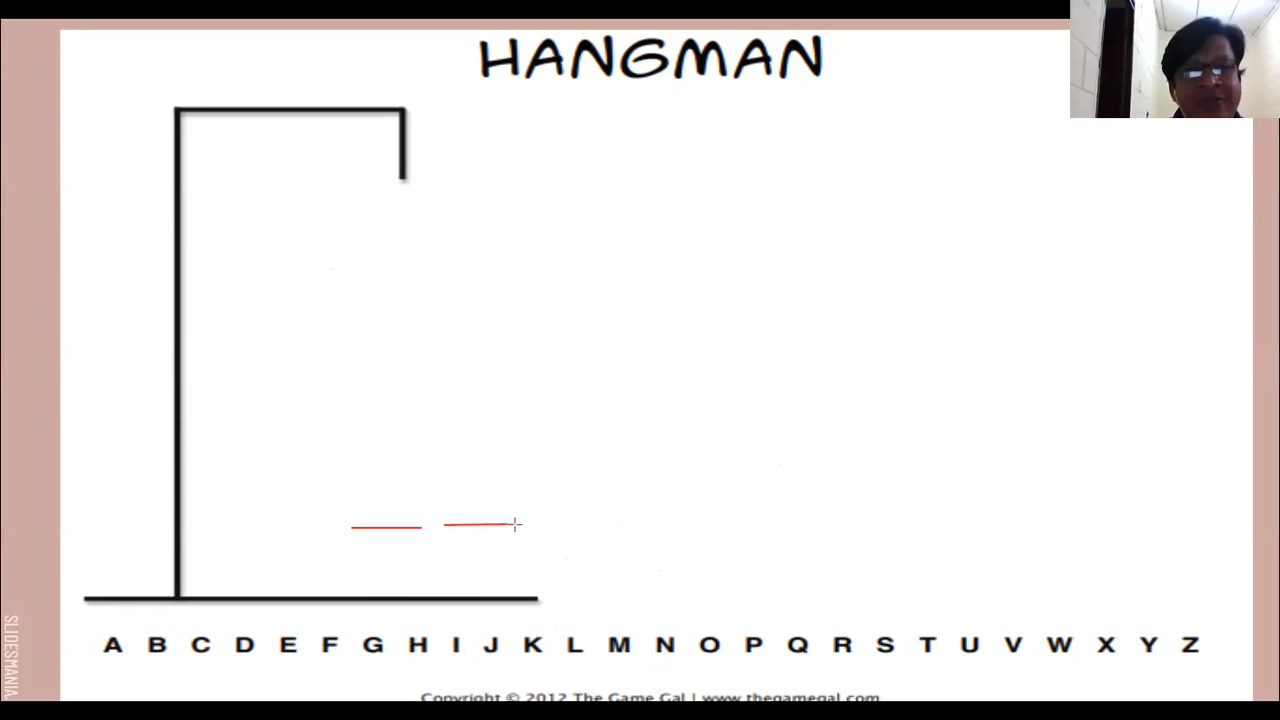 HANGMAN
A B C D E F G H I J K L M N O P Q R S T U V W X Y Z
Copyright © 2012 The Game Gal | www.thegamegal.com
SLIDESMANIA.